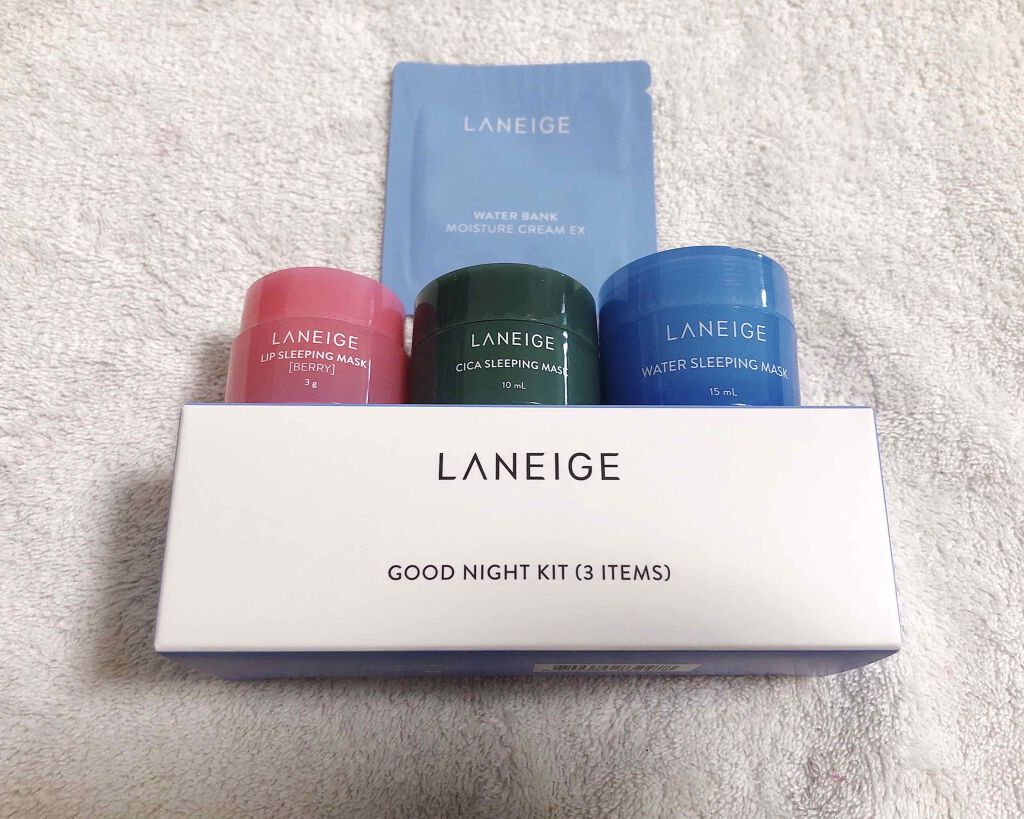 LANEIGE
WATER BANK
MOISTURE CREAM EX
LANEIGE
LIP SLEEPING MASK
[BERRY]
3 g
LANEIGE
CICA SLEEPING MASK
10 mL
LANEIGE
WATER SLEEPING MASK
15 mL
LANEIGE
GOOD NIGHT KIT (3 ITEMS)